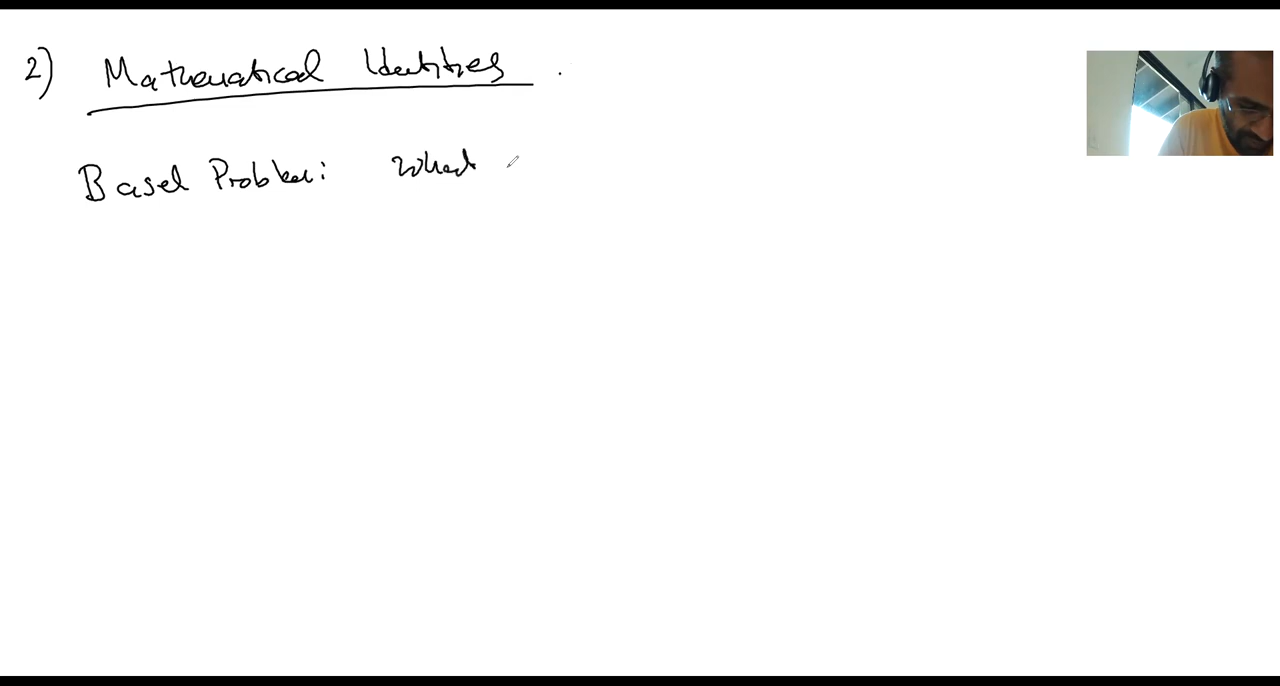 2) Mathematical Identities .
Basel Problem: What